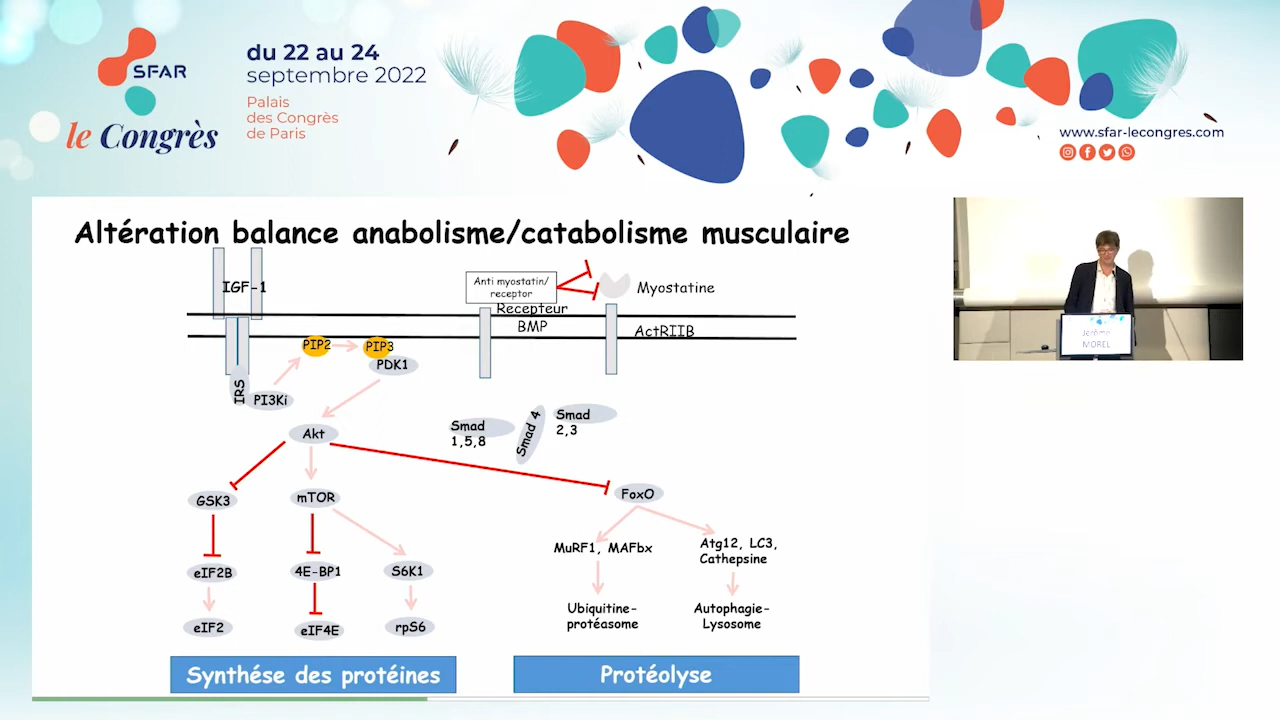 SFAR
le Congrès
du 22 au 24
septembre 2022
Palais
des Congrès
de Paris
www.sfar-lecongres.com
Altération balance anabolisme/catabolisme musculaire
IGF-1
Anti myostatin/
receptor
Myostatine
Recepteur
BMP
ActRIIB
PIP2
PIP3
PDK1
IRS
PI3Ki
Akt
Smad
1,5,8
Smad 4
Smad
2,3
GSK3
mTOR
FoxO
MuRF1, MAFbx
Atg12, LC3,
Cathepsine
eIF2B
4E-BP1
S6K1
Ubiquitine-
protéasome
Autophagie-
Lysosome
eIF2
eIF4E
rpS6
Synthése des protéines
Protéolyse
Jerôme
MOREL